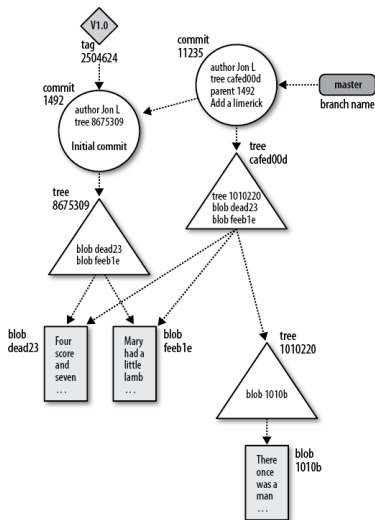 V1.0
tag
2504624
commit
1492
author Jon L
tree 8675309
Initial commit
commit
11235
author Jon L
tree cafed00d
parent 1492
Add a limerick
master
branch name
tree
8675309
blob dead23
blob feeb1e
tree
cafed00d
tree 1010220
blob dead23
blob feeb1e
blob
dead23
Four
score
and
seven
...
Mary
had a
little
lamb
...
blob
feeb1e
tree
1010220
blob 1010b
There
once
was a
man
...
blob
1010b